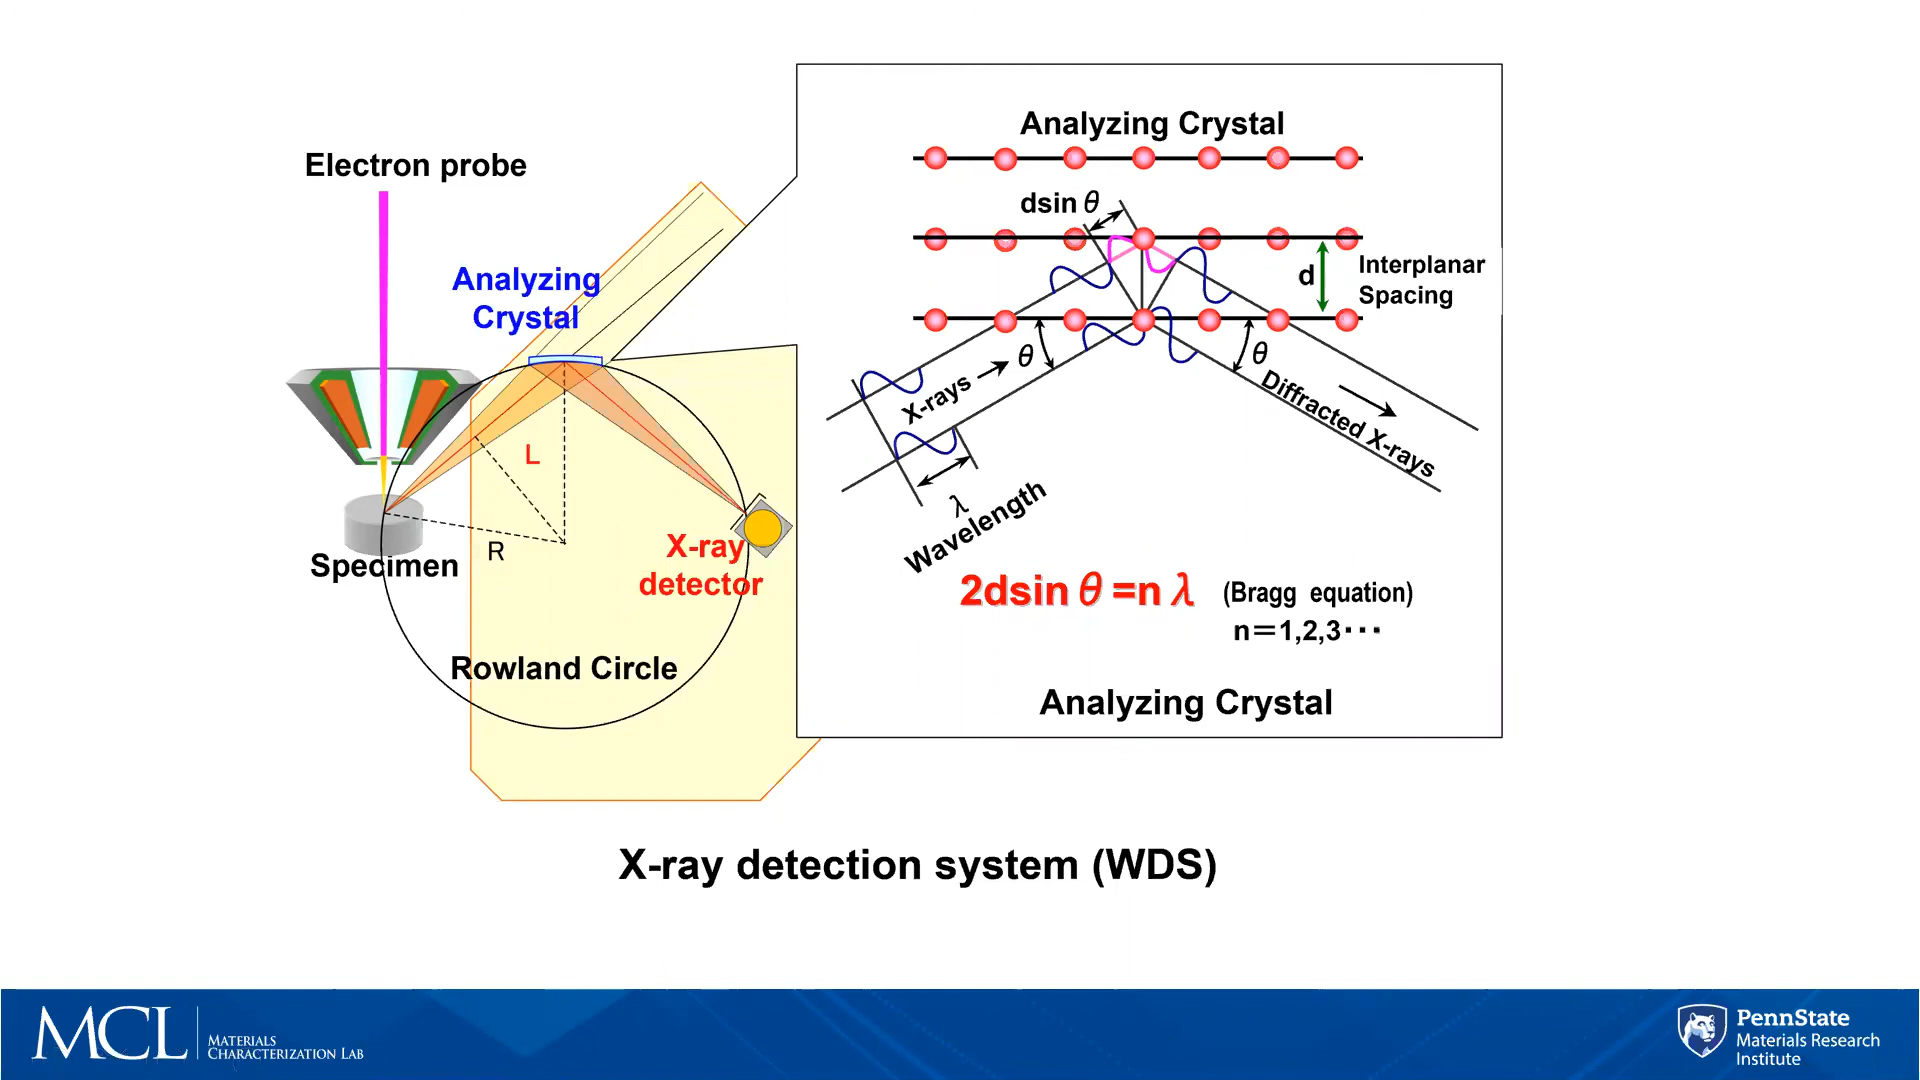 Electron probe
Analyzing
Crystal
L
R
Specimen
X-ray
detector
Rowland Circle
Analyzing Crystal
dsin θ
d
Interplanar
Spacing
θ
θ
X-rays
Diffracted X-rays
λ
Wavelength
2dsin θ =n λ
(Bragg equation)
n=1,2,3···
Analyzing Crystal
X-ray detection system (WDS)
MCL
MATERIALS
CHARACTERIZATION LAB
PennState
Materials Research
Institute